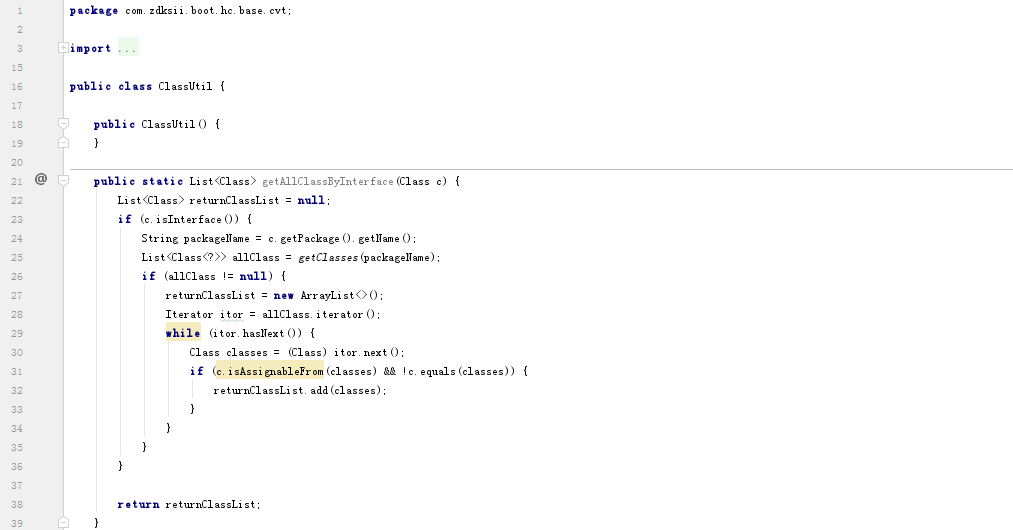 1 package com.zdksii.boot.hc.base.cvt;
2
3 import ...
15
16 public class ClassUtil {
17
18 public ClassUtil() {
19 }
20
21 @ public static List<Class> getAllClassByInterface(Class c) {
22 List<Class> returnClassList = null;
23 if (c.isInterface()) {
24 String packageName = c.getPackage().getName();
25 List<Class<?>> allClass = getClasses(packageName);
26 if (allClass != null) {
27 returnClassList = new ArrayList<>();
28 Iterator itor = allClass.iterator();
29 while (itor.hasNext()) {
30 Class classes = (Class) itor.next();
31 if (c.isAssignableFrom(classes) && !c.equals(classes)) {
32 returnClassList.add(classes);
33 }
34 }
35 }
36 }
37
38 return returnClassList;
39 }